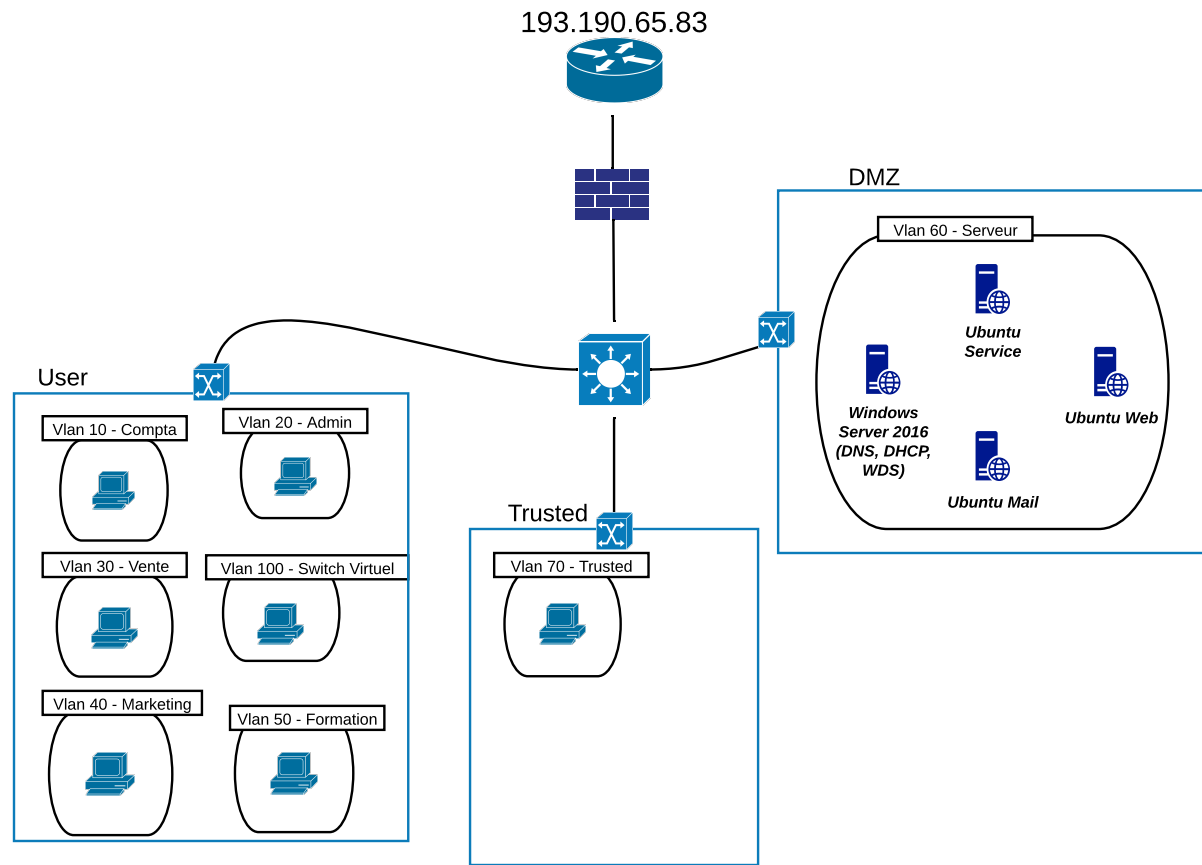 193.190.65.83
DMZ
Vlan 60 - Serveur
Ubuntu
Service
Windows
Server 2016
(DNS, DHCP,
WDS)
Ubuntu Web
Ubuntu Mail
User
Vlan 10 - Compta
Vlan 20 - Admin
Vlan 30 - Vente
Vlan 100 - Switch Virtuel
Vlan 40 - Marketing
Vlan 50 - Formation
Trusted
Vlan 70 - Trusted